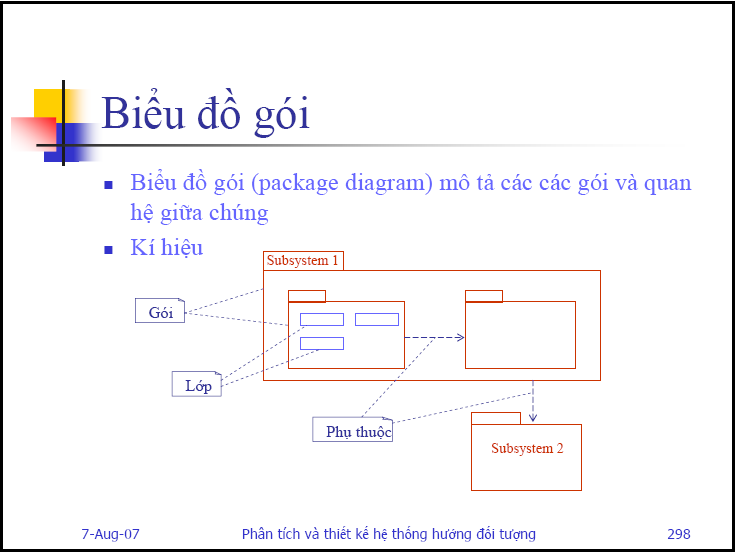 Biểu đồ gói
Biểu đồ gói (package diagram) mô tả các các gói và quan
hệ giữa chúng
Kí hiệu
Subsystem 1
Gói
Lớp
Phụ thuộc
Subsystem 2
7-Aug-07
Phân tích và thiết kế hệ thống hướng đối tượng
298